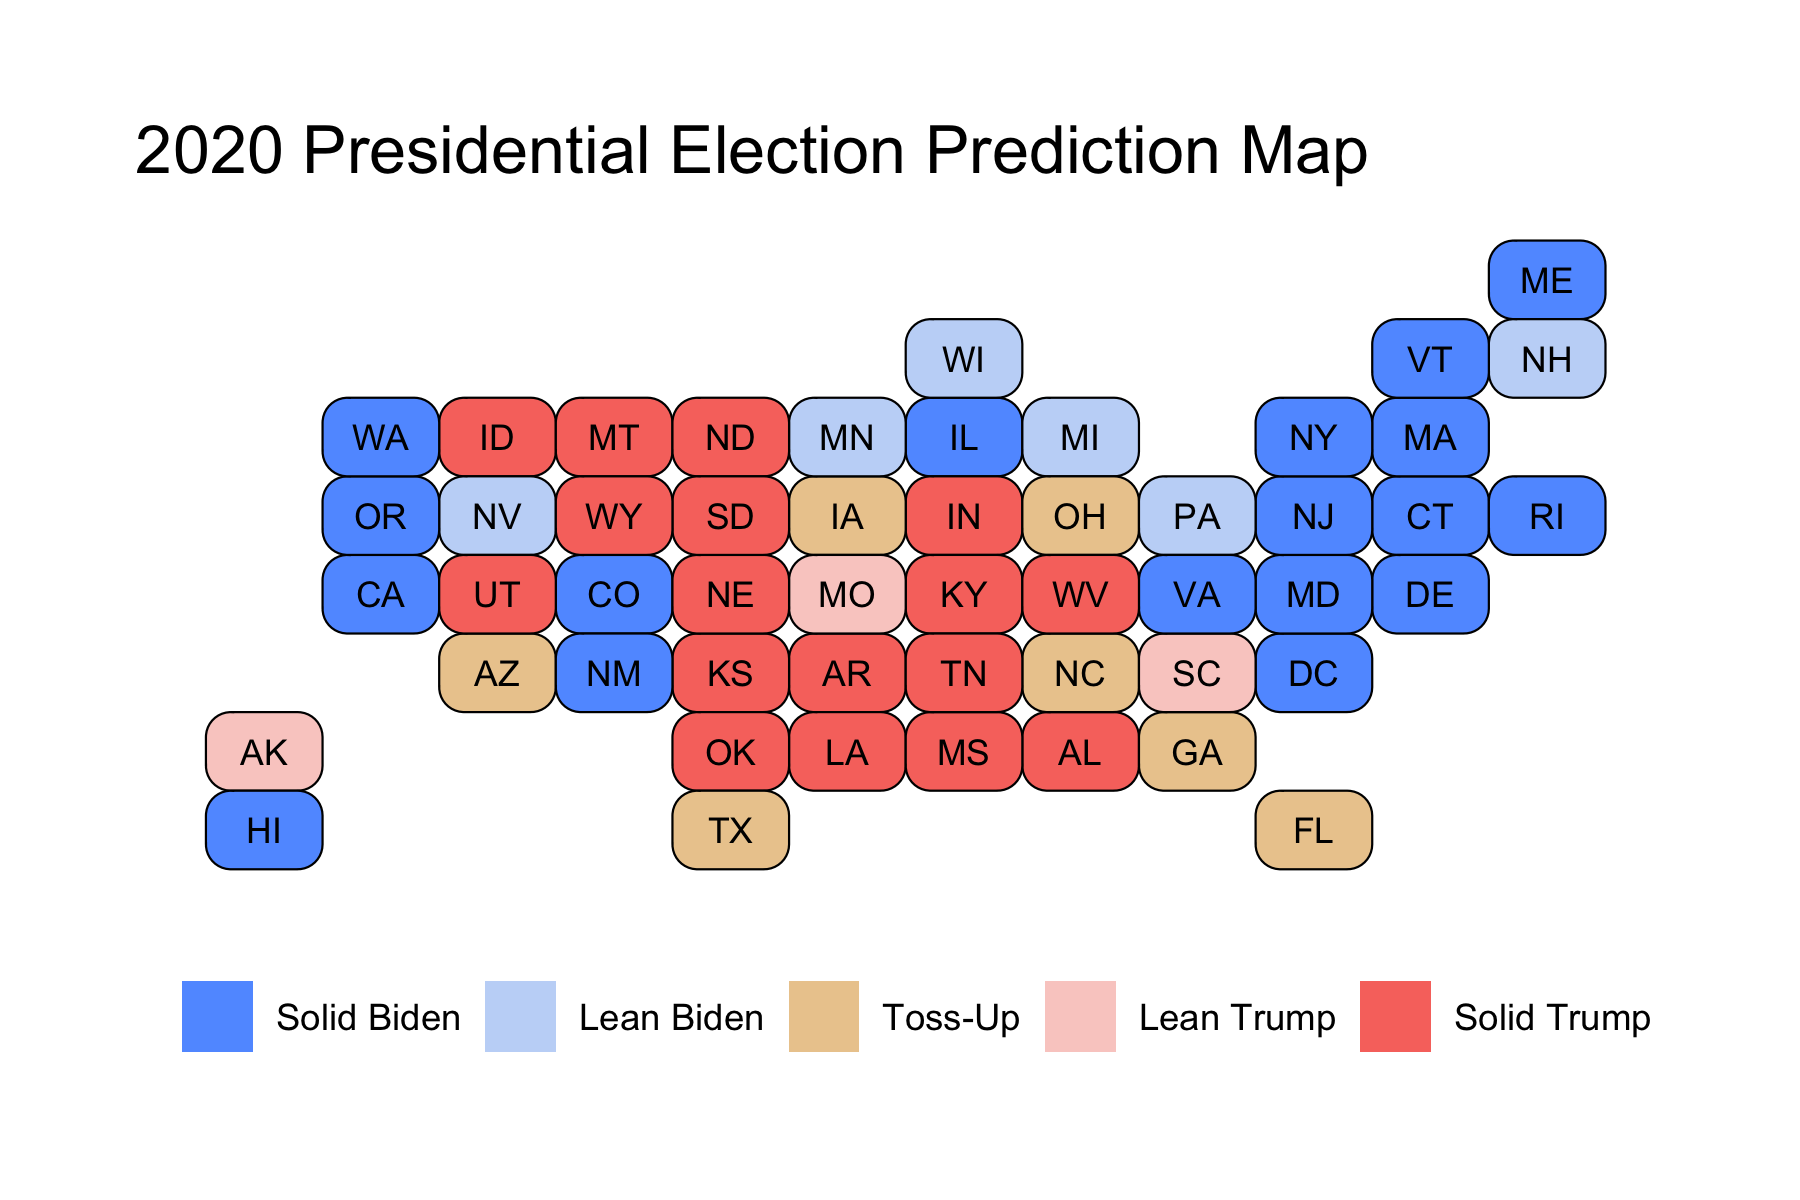 2020 Presidential Election Prediction Map
ME
WI VT NH
WA ID MT ND MN IL MI NY MA
OR NV WY SD IA IN OH PA NJ CT RI
CA UT CO NE MO KY WV VA MD DE
AZ NM KS AR TN NC SC DC
AK OK LA MS AL GA
HI TX FL
Solid Biden Lean Biden Toss-Up Lean Trump Solid Trump